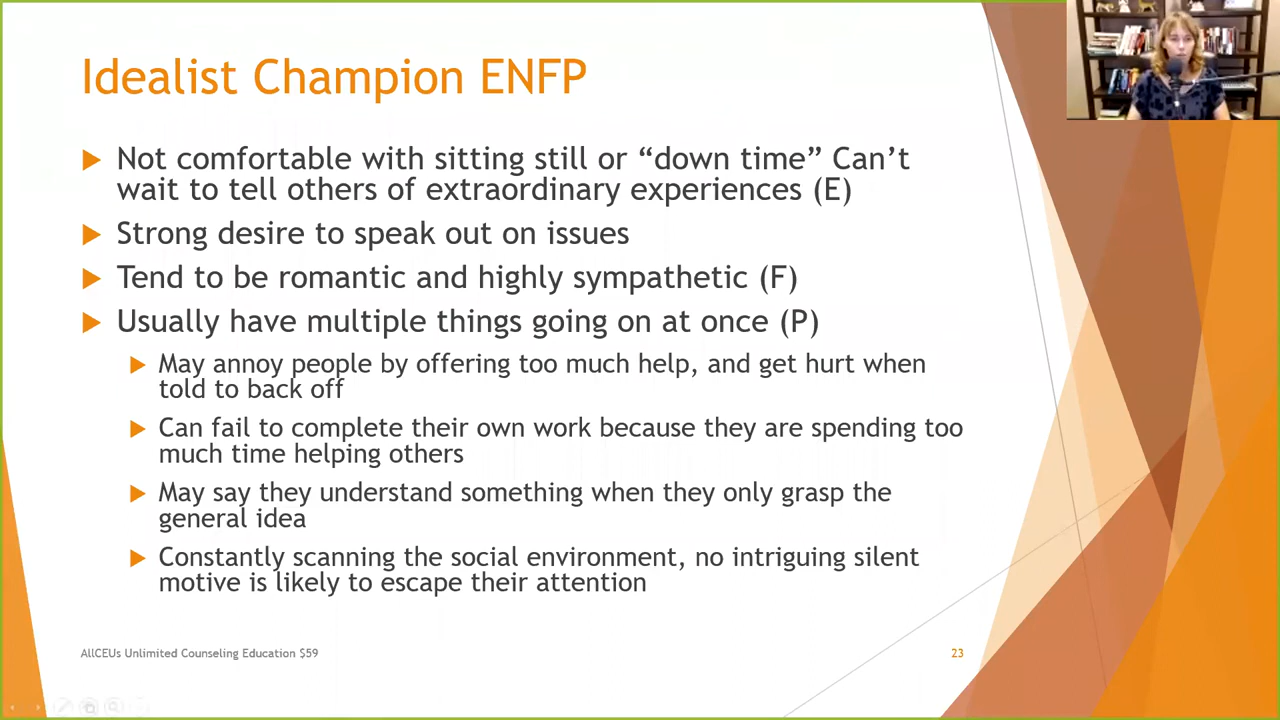 Idealist Champion ENFP
Not comfortable with sitting still or “down time” Can’t
wait to tell others of extraordinary experiences (E)
Strong desire to speak out on issues
Tend to be romantic and highly sympathetic (F)
Usually have multiple things going on at once (P)
May annoy people by offering too much help, and get hurt when
told to back off
Can fail to complete their own work because they are spending too
much time helping others
May say they understand something when they only grasp the
general idea
Constantly scanning the social environment, no intriguing silent
motive is likely to escape their attention
AllCEUs Unlimited Counseling Education $59
23